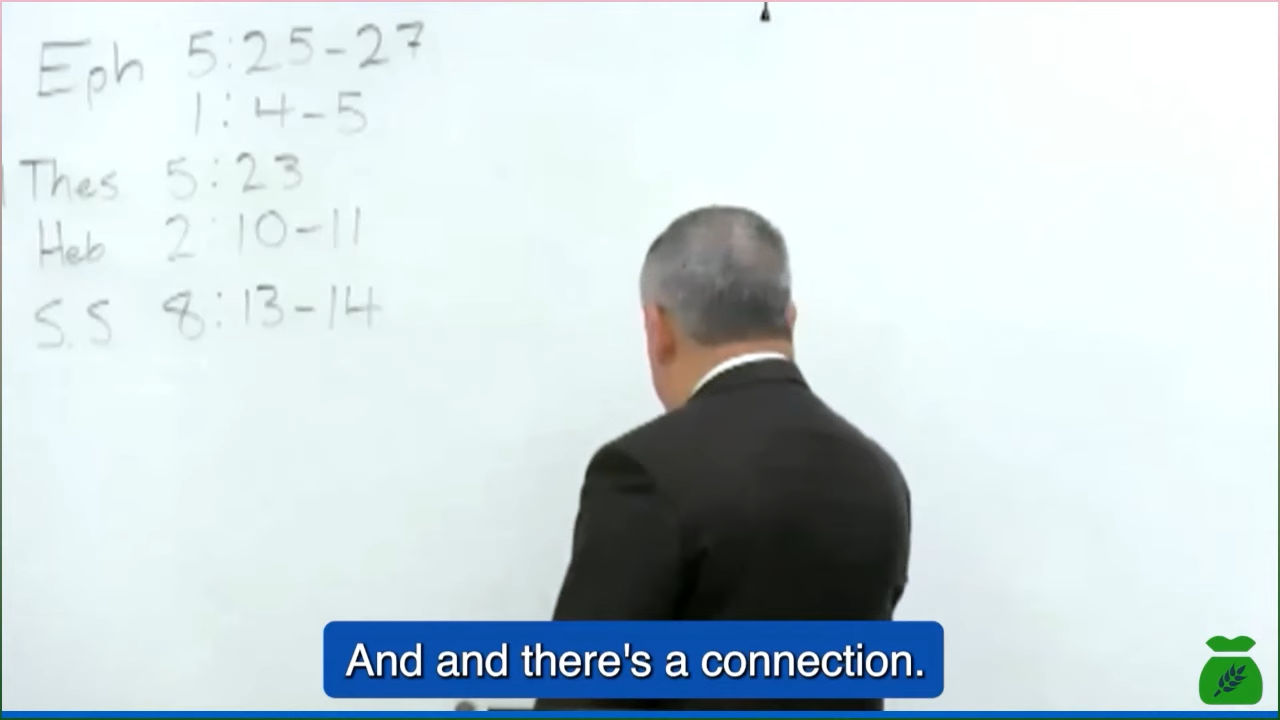 Eph 5:25-27
1:4-5
Thes 5:23
Heb 2:10-11
S.S 8:13-14
And and there's a connection.